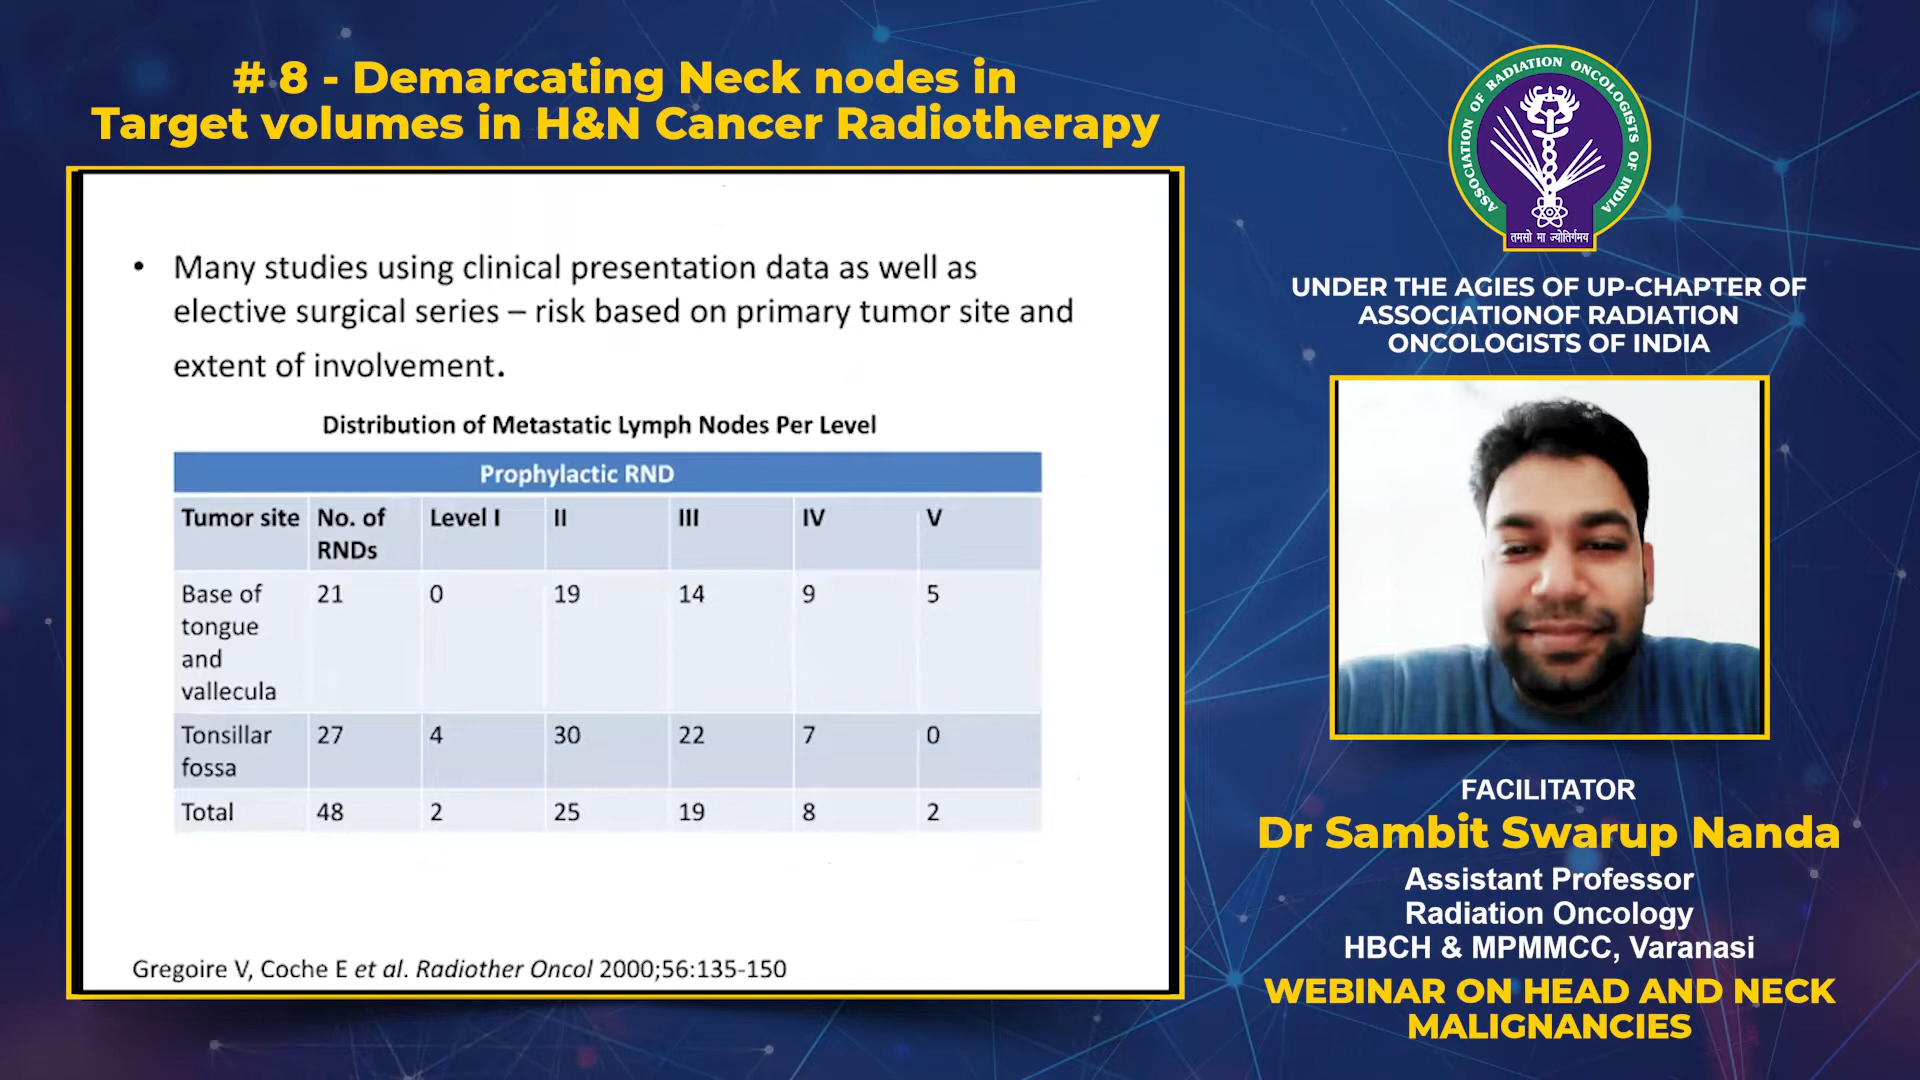 # 8 - Demarcating Neck nodes in
Target volumes in H&N Cancer Radiotherapy
• Many studies using clinical presentation data as well as
elective surgical series – risk based on primary tumor site and
extent of involvement.
Distribution of Metastatic Lymph Nodes Per Level
Prophylactic RND
Tumor site No. of RNDs Level I II III IV V
Base of tongue and vallecula 21 0 19 14 9 5
Tonsillar fossa 27 4 30 22 7 0
Total 48 2 25 19 8 2
Gregoire V, Coche E et al. Radiother Oncol 2000;56:135-150
ASSOCIATION OF RADIATION ONCOLOGISTS OF INDIA
तमसो मा ज्योतिर्गमय
UNDER THE AGIES OF UP-CHAPTER OF
ASSOCIATIONOF RADIATION
ONCOLOGISTS OF INDIA
FACILITATOR
Dr Sambit Swarup Nanda
Assistant Professor
Radiation Oncology
HBCH & MPMMCC, Varanasi
WEBINAR ON HEAD AND NECK
MALIGNANCIES